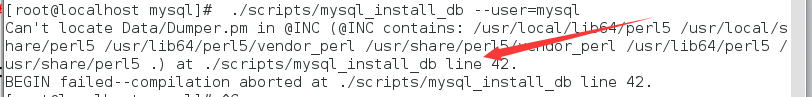 [root@localhost mysql]#  ./scripts/mysql_install_db --user=mysql
Can't locate Data/Dumper.pm in @INC (@INC contains: /usr/local/lib64/perl5 /usr/local/s
hare/perl5 /usr/lib64/perl5/vendor_perl /usr/share/perl5/vendor_perl /usr/lib64/perl5 /
usr/share/perl5 .) at ./scripts/mysql_install_db line 42.
BEGIN failed--compilation aborted at ./scripts/mysql_install_db line 42.